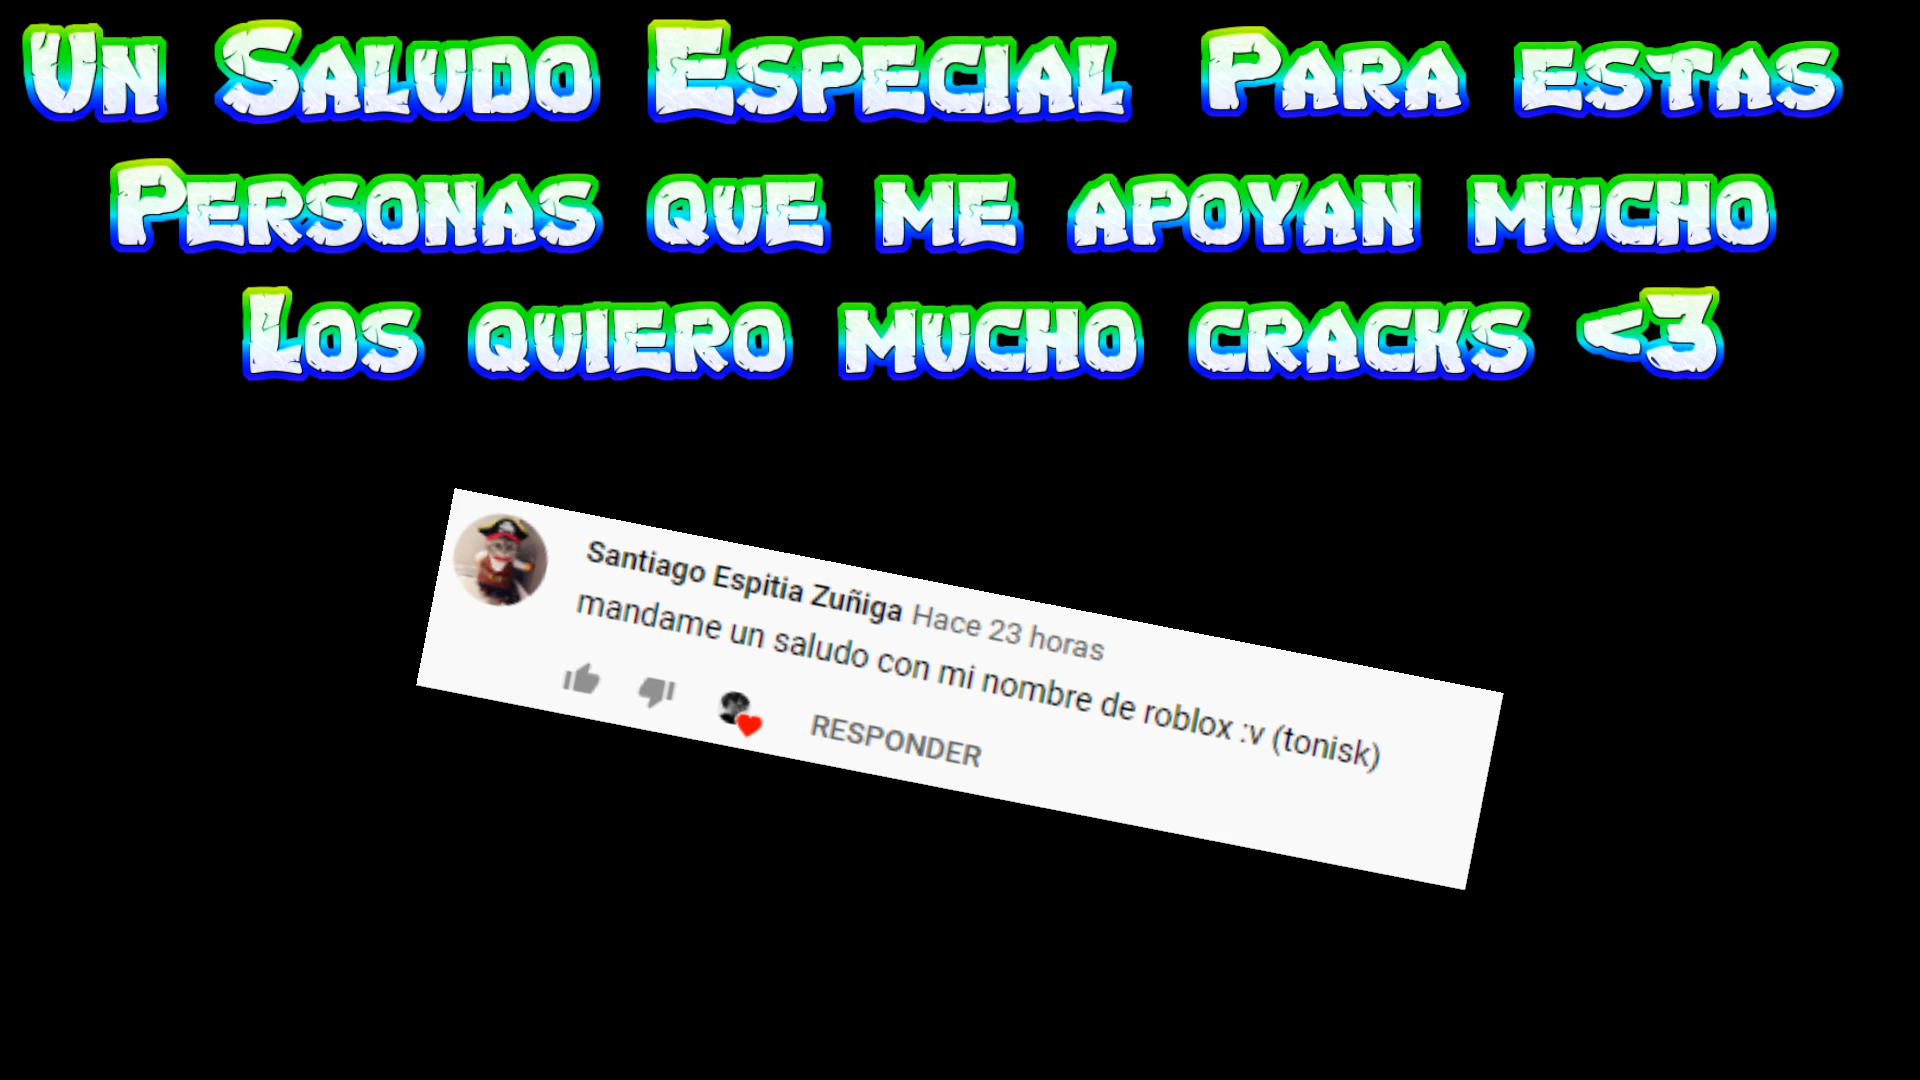 Un Saludo Especial Para estas
Personas que me apoyan mucho
Los quiero mucho cracks <3
Santiago Espitia Zuñiga Hace 23 horas
mandame un saludo con mi nombre de roblox :v (tonisk)
RESPONDER